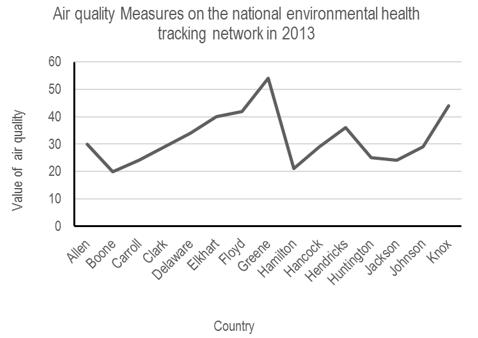 Air quality Measures on the national environmental health
tracking network in 2013
Value of air quality
60
50
40
30
20
10
0
Allen
Boone
Carroll
Clark
Delaware
Elkhart
Floyd
Greene
Hamilton
Hancock
Hendricks
Huntington
Jackson
Johnson
Knox
Country